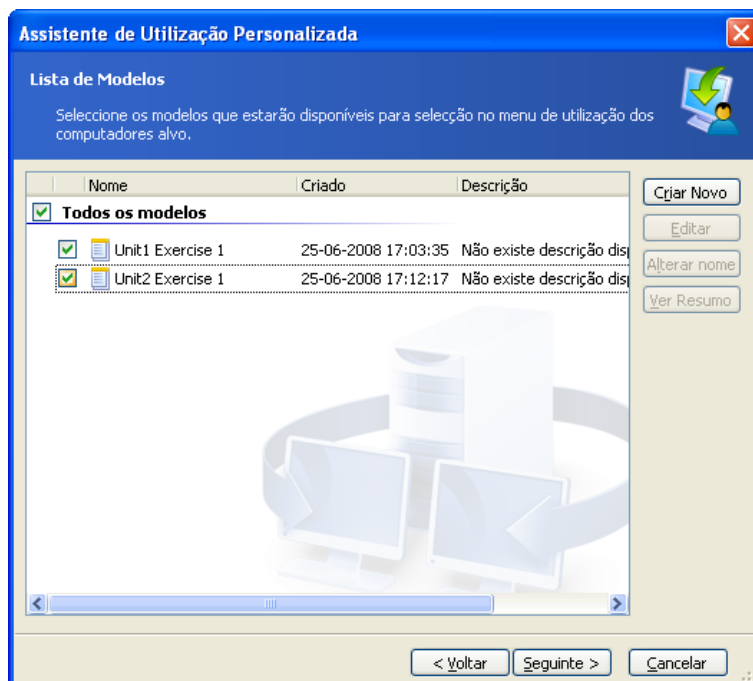 Assistente de Utilização Personalizada
Lista de Modelos
Seleccione os modelos que estarão disponíveis para selecção no menu de utilização dos
computadores alvo.
Nome Criado Descrição
Todos os modelos
Unit1 Exercise 1 25-06-2008 17:03:35 Não existe descrição dis
Unit2 Exercise 1 25-06-2008 17:12:17 Não existe descrição dis
Criar Novo
Editar
Alterar nome
Ver Resumo
< Voltar Seguinte > Cancelar